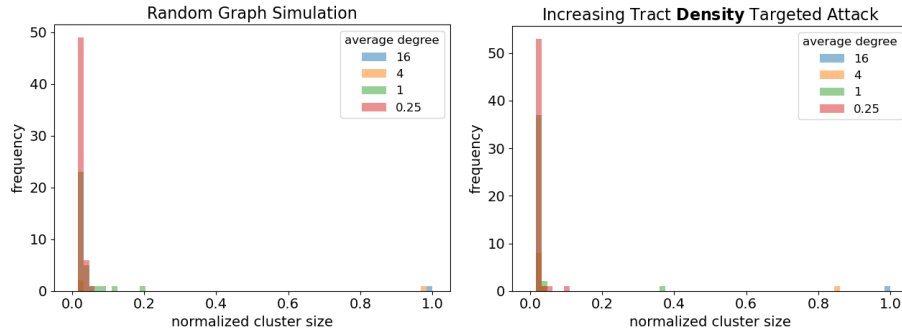 Random Graph Simulation
average degree
16
4
1
0.25
frequency
50
40
30
20
10
0
0.0 0.2 0.4 0.6 0.8 1.0
normalized cluster size
Increasing Tract Density Targeted Attack
average degree
16
4
1
0.25
frequency
50
40
30
20
10
0
0.0 0.2 0.4 0.6 0.8 1.0
normalized cluster size